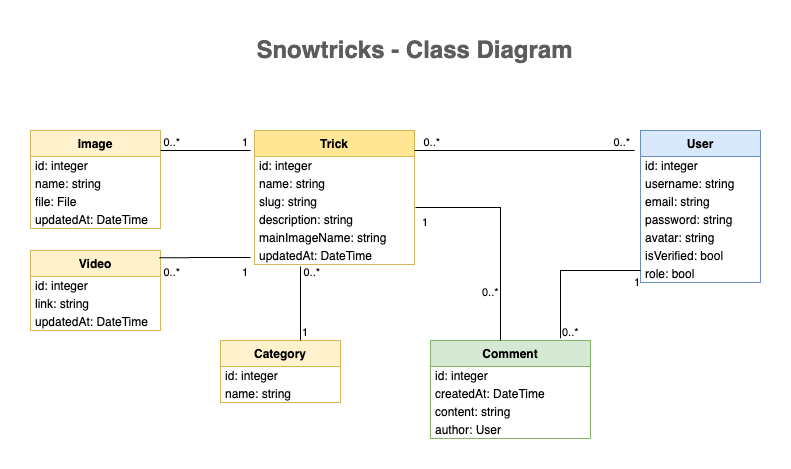 Snowtricks - Class Diagram
Image
id: integer
name: string
file: File
updatedAt: DateTime
0..*
1
Trick
id: integer
name: string
slug: string
description: string
mainImageName: string
updatedAt: DateTime
0..*
0..*
User
id: integer
username: string
email: string
password: string
avatar: string
isVerified: bool
role: bool
Video
id: integer
link: string
updatedAt: DateTime
0..*
1
0..*
1
1
0..*
1
0..*
Category
id: integer
name: string
Comment
id: integer
createdAt: DateTime
content: string
author: User